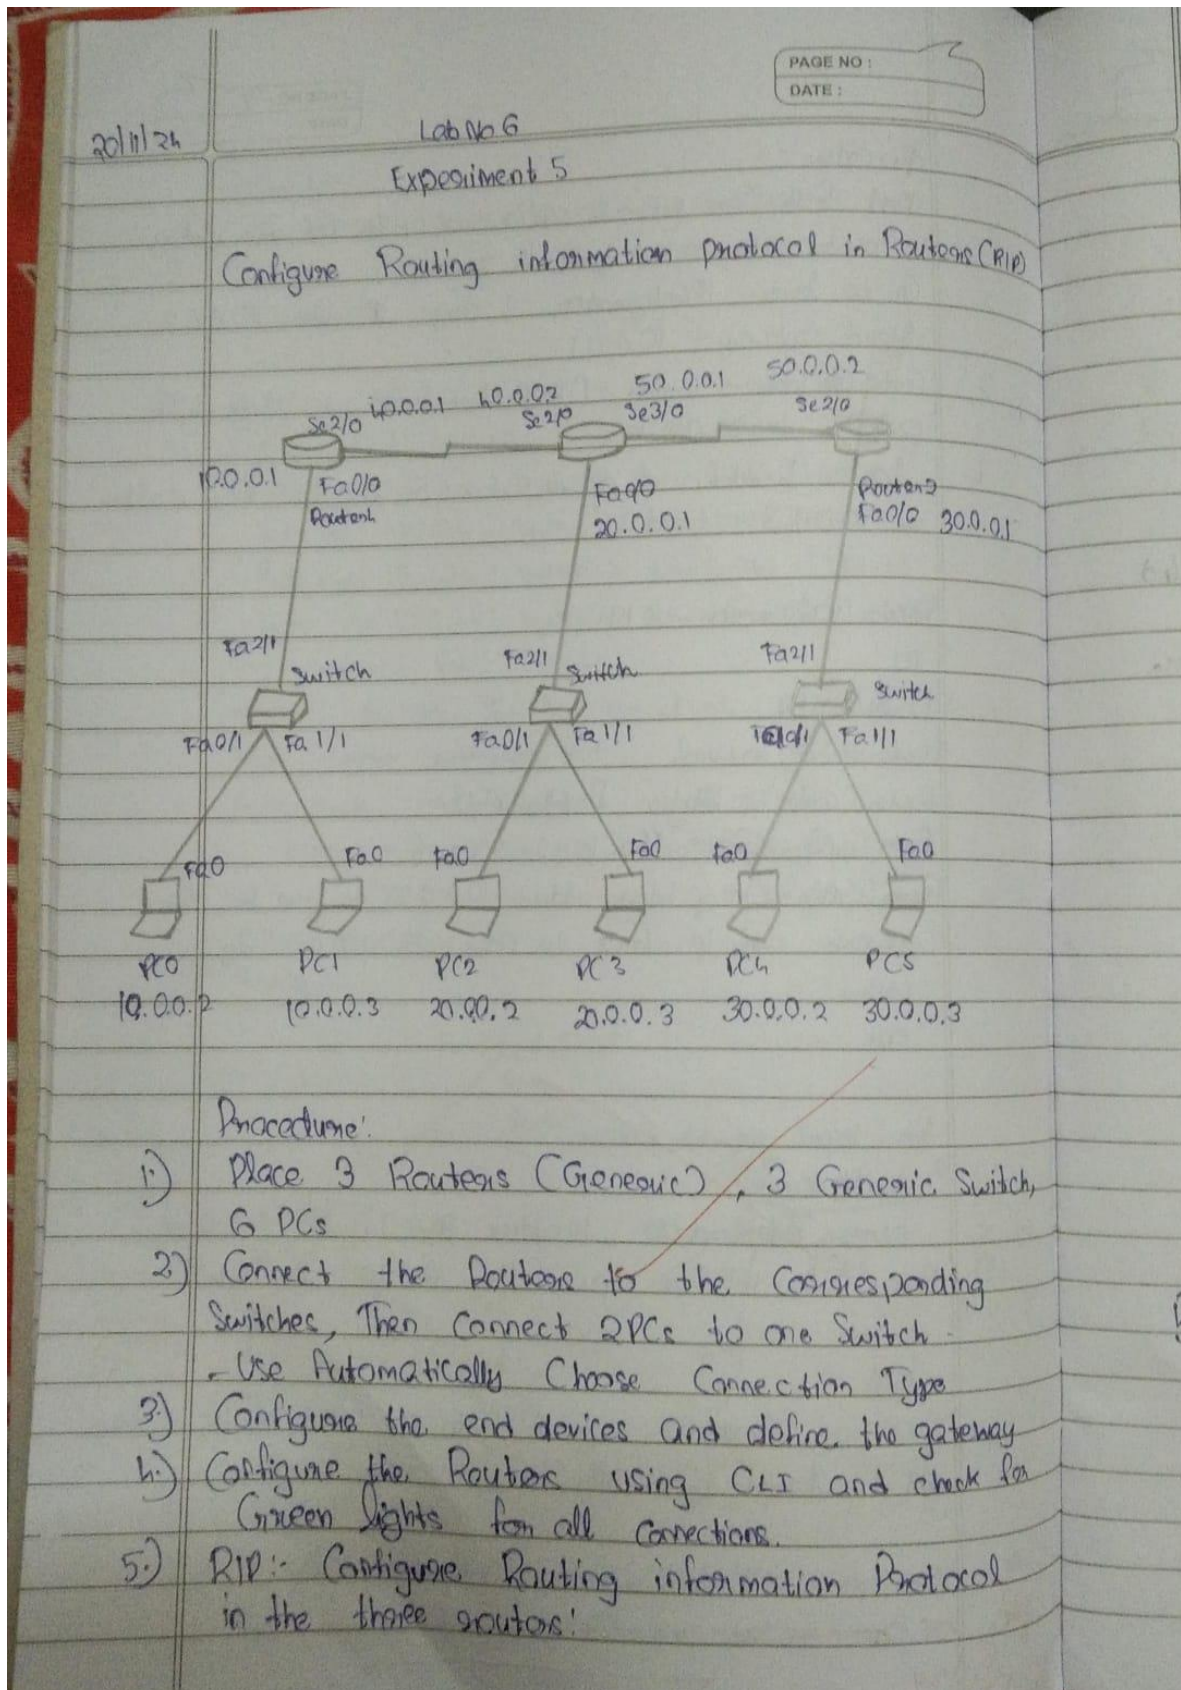 PAGE NO :
DATE :
20/11/24
Lab No 6
Experiment 5
Configure Routing information protocal in Routers (RIP)
50.0.0.1 50.0.0.2
40.0.0.1 40.0.0.2
Se2/0 Se2/0 Se3/0 Se2/0
10.0.0.1 Fa0/0 Fa0/0 Router3
Router1 20.0.0.1 Fa0/0 30.0.0.1
Fa2/1 Fa2/1 Fa2/1
Switch Switch Switch
Fa0/1 Fa1/1 Fa0/1 Fa1/1 Fa1/1
Fa0 Fa0 Fa0 Fa0 Fa0 Fa0
PC0 PC1 PC2 PC3 PC4 PC5
10.0.0.2 10.0.0.3 20.0.0.2 20.0.0.3 30.0.0.2 30.0.0.3
Procedure:
1.) Place 3 Routers (Generic), 3 Generic Switch,
6 PCs
2.) Connect the Routers to the Corresponding
Switches, Then Connect 2PCs to one Switch.
- Use Automatically Choose Connection Type
3.) Configure the end devices and define the gateway
4.) Configure the Routers using CLI and check for
Green lights for all connections.
5.) RIP:- Configure Routing information Protocol
in the three routers: